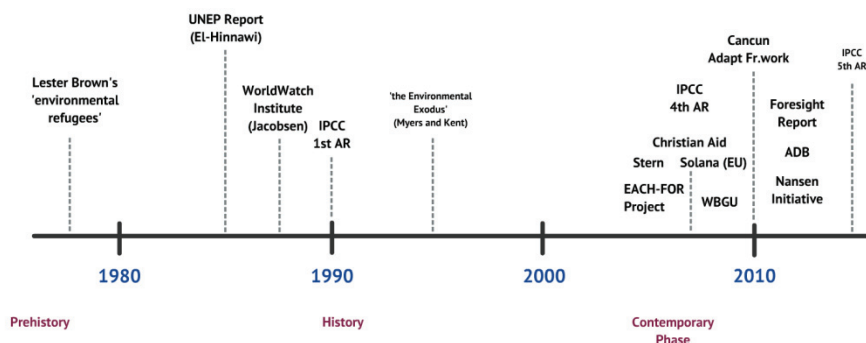 Lester Brown's
'environmental
refugees'
UNEP Report
(El-Hinnawi)
WorldWatch
Institute
(Jacobsen)
IPCC
1st AR
'the Environmental
Exodus'
(Myers and Kent)
IPCC
4th AR
Christian Aid
Stern
Solana (EU)
EACH-FOR
Project
WBGU
Cancun
Adapt Fr.work
Foresight
Report
ADB
Nansen
Initiative
IPCC
5th AR
1980
1990
2000
2010
Prehistory
History
Contemporary
Phase